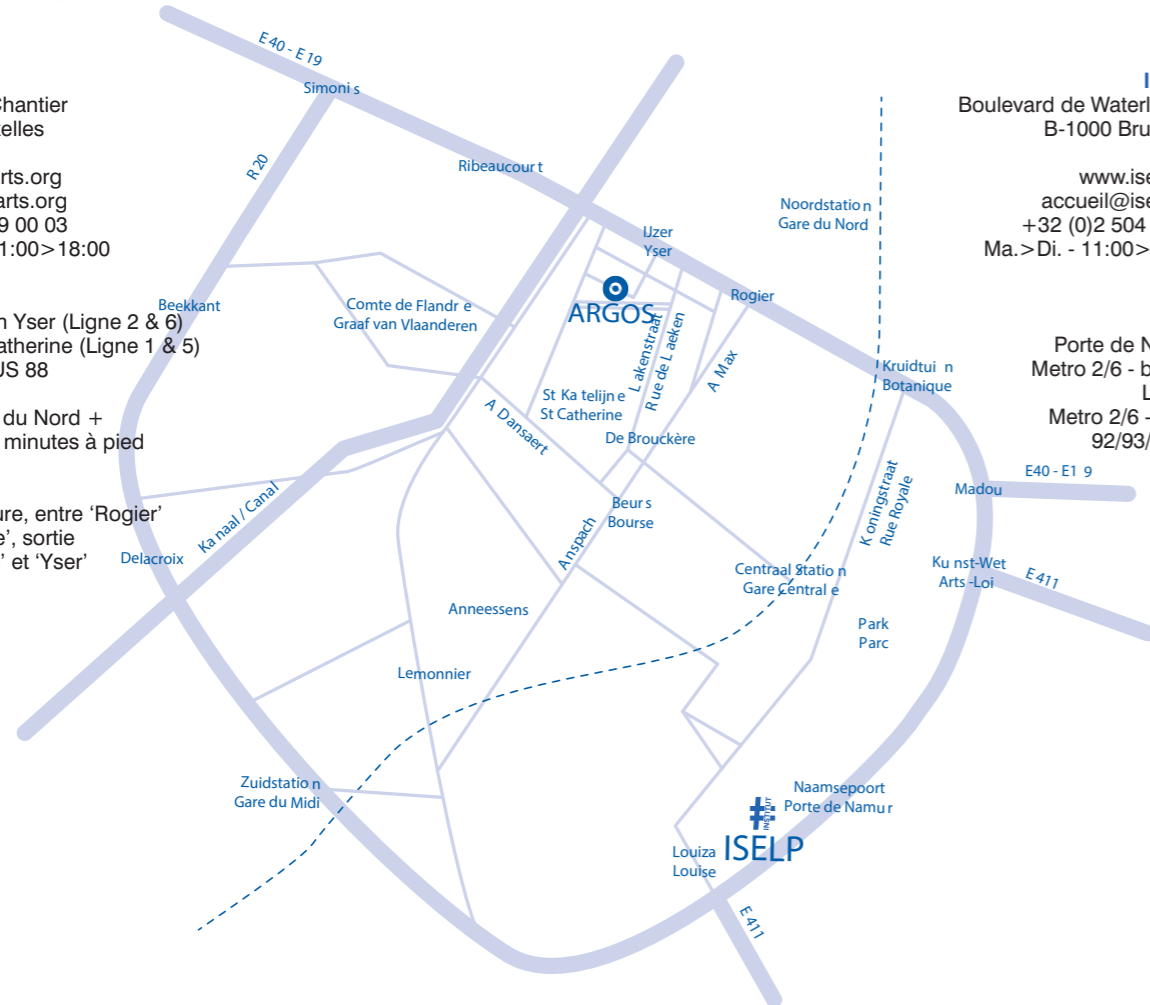 Chantier
elles
rts.org
arts.org
9 00 03
1:00>18:00
n Yser (Ligne 2 & 6)
atherine (Ligne 1 & 5)
US 88
du Nord +
minutes à pied
ure, entre ‘Rogier’
e’, sortie
’ et ‘Yser’
E40 - E19
Simonis
R20
Ribeaucourt
IJzer
Yser
Noordstation
Gare du Nord
Beekkant
Comte de Flandre
Graaf van Vlaanderen
ARGOS
Rogier
Lakenstraat
Rue de Laeken
A Max
St Katelijne
St Catherine
A Dansaert
De Brouckère
Kruidtuin
Botanique
Beurs
Bourse
Anspach
Kanaal / Canal
Delacroix
Koningstraat
Rue Royale
Madou
E40 - E19
Centraal Station
Gare Centrale
Kunst-Wet
Arts-Loi
E411
Anneessens
Park
Parc
Lemonnier
Zuidstation
Gare du Midi
Naamsepoort
Porte de Namur
INSTITUT
ISELP
Louiza
Louise
E411
I
Boulevard de Waterl
B-1000 Bru
www.ise
accueil@ise
+32 (0)2 504
Ma.>Di. - 11:00>
Porte de N
Metro 2/6 - b
L
Metro 2/6 -
92/93/